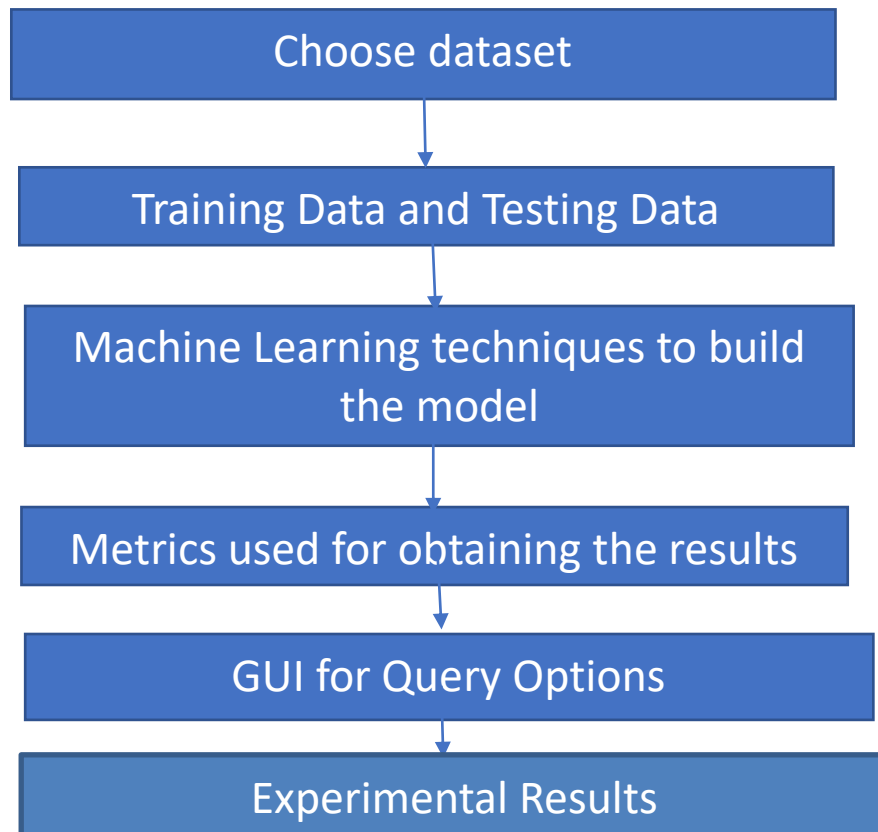 Choose dataset
Training Data and Testing Data
Machine Learning techniques to build
the model
Metrics used for obtaining the results
GUI for Query Options
Experimental Results